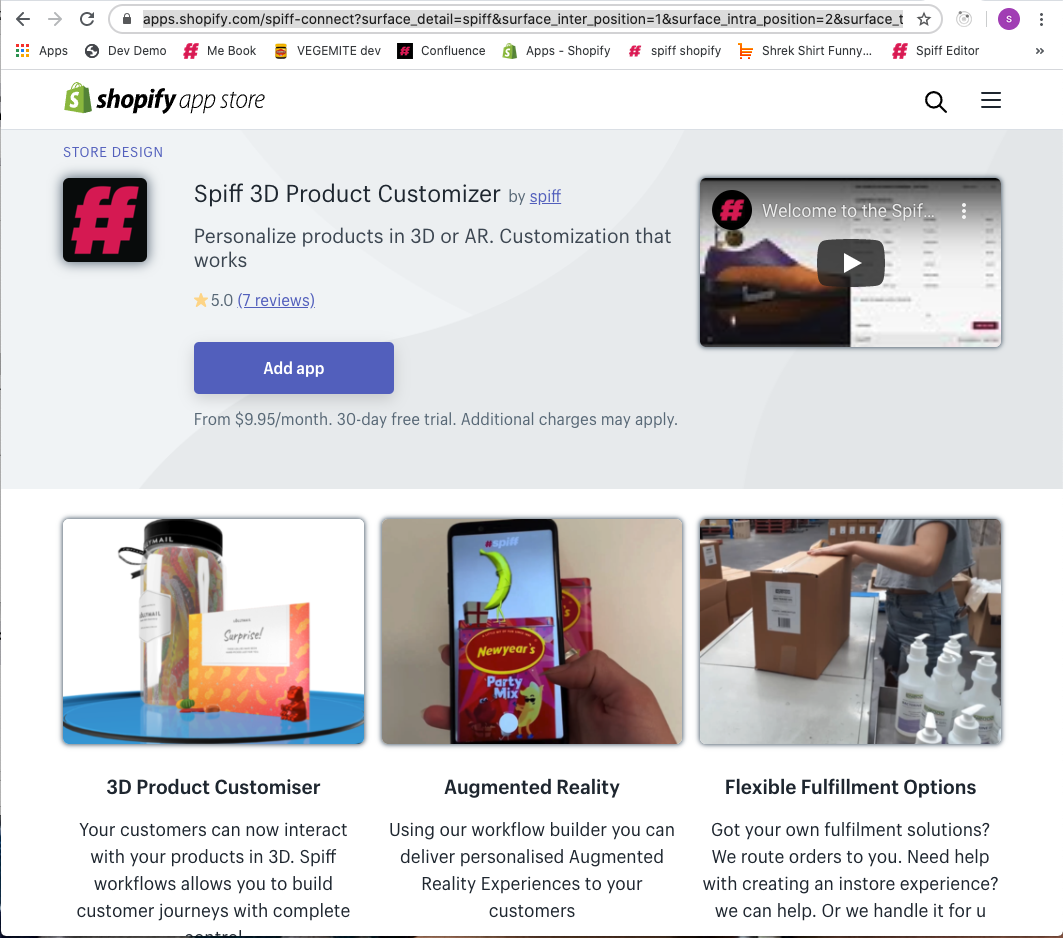 apps.shopify.com/spiff-connect?surface_detail=spiff&surface_inter_position=1&surface_intra_position=2&surface_t
s
Apps Dev Demo Me Book VEGEMITE dev Confluence Apps - Shopify spiff shopify Shrek Shirt Funny... Spiff Editor »
shopify app store
STORE DESIGN
Spiff 3D Product Customizer by spiff
Personalize products in 3D or AR. Customization that
works
5.0 (7 reviews)
Add app
From $9.95/month. 30-day free trial. Additional charges may apply.
Welcome to the Spif...
Surprise!
#spiff
Newyear's
Party
Mix
3D Product Customiser
Your customers can now interact
with your products in 3D. Spiff
workflows allows you to build
customer journeys with complete
control.
Augmented Reality
Using our workflow builder you can
deliver personalised Augmented
Reality Experiences to your
customers
Flexible Fulfillment Options
Got your own fulfilment solutions?
We route orders to you. Need help
with creating an instore experience?
we can help. Or we handle it for u